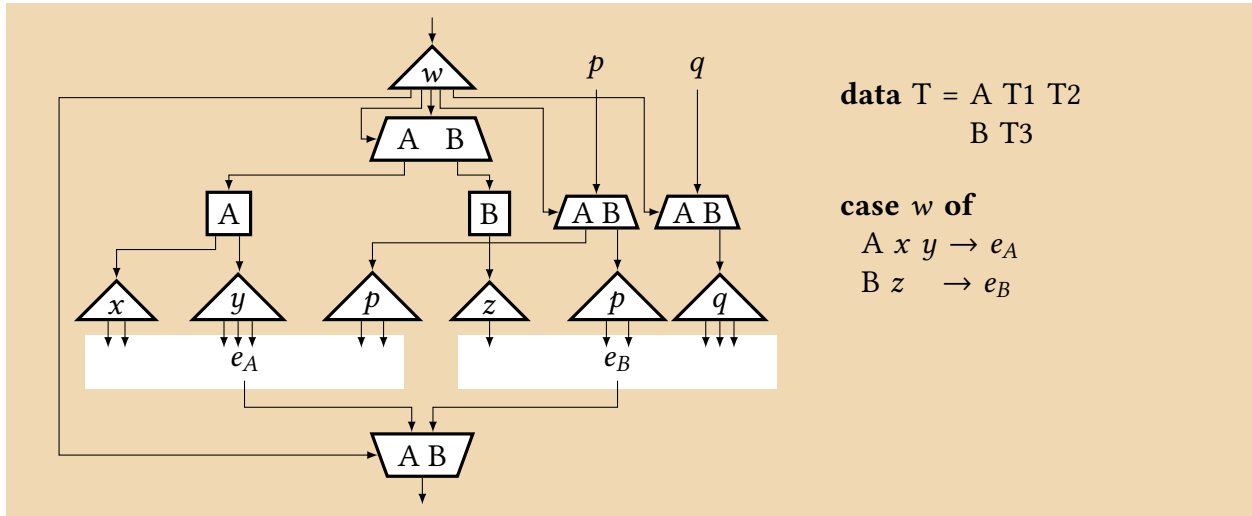 w p q
A B
A B A B A B
x y p z p q
e_A e_B
A B
data T = A T1 T2
B T3
case w of
A x y → e_A
B z → e_B